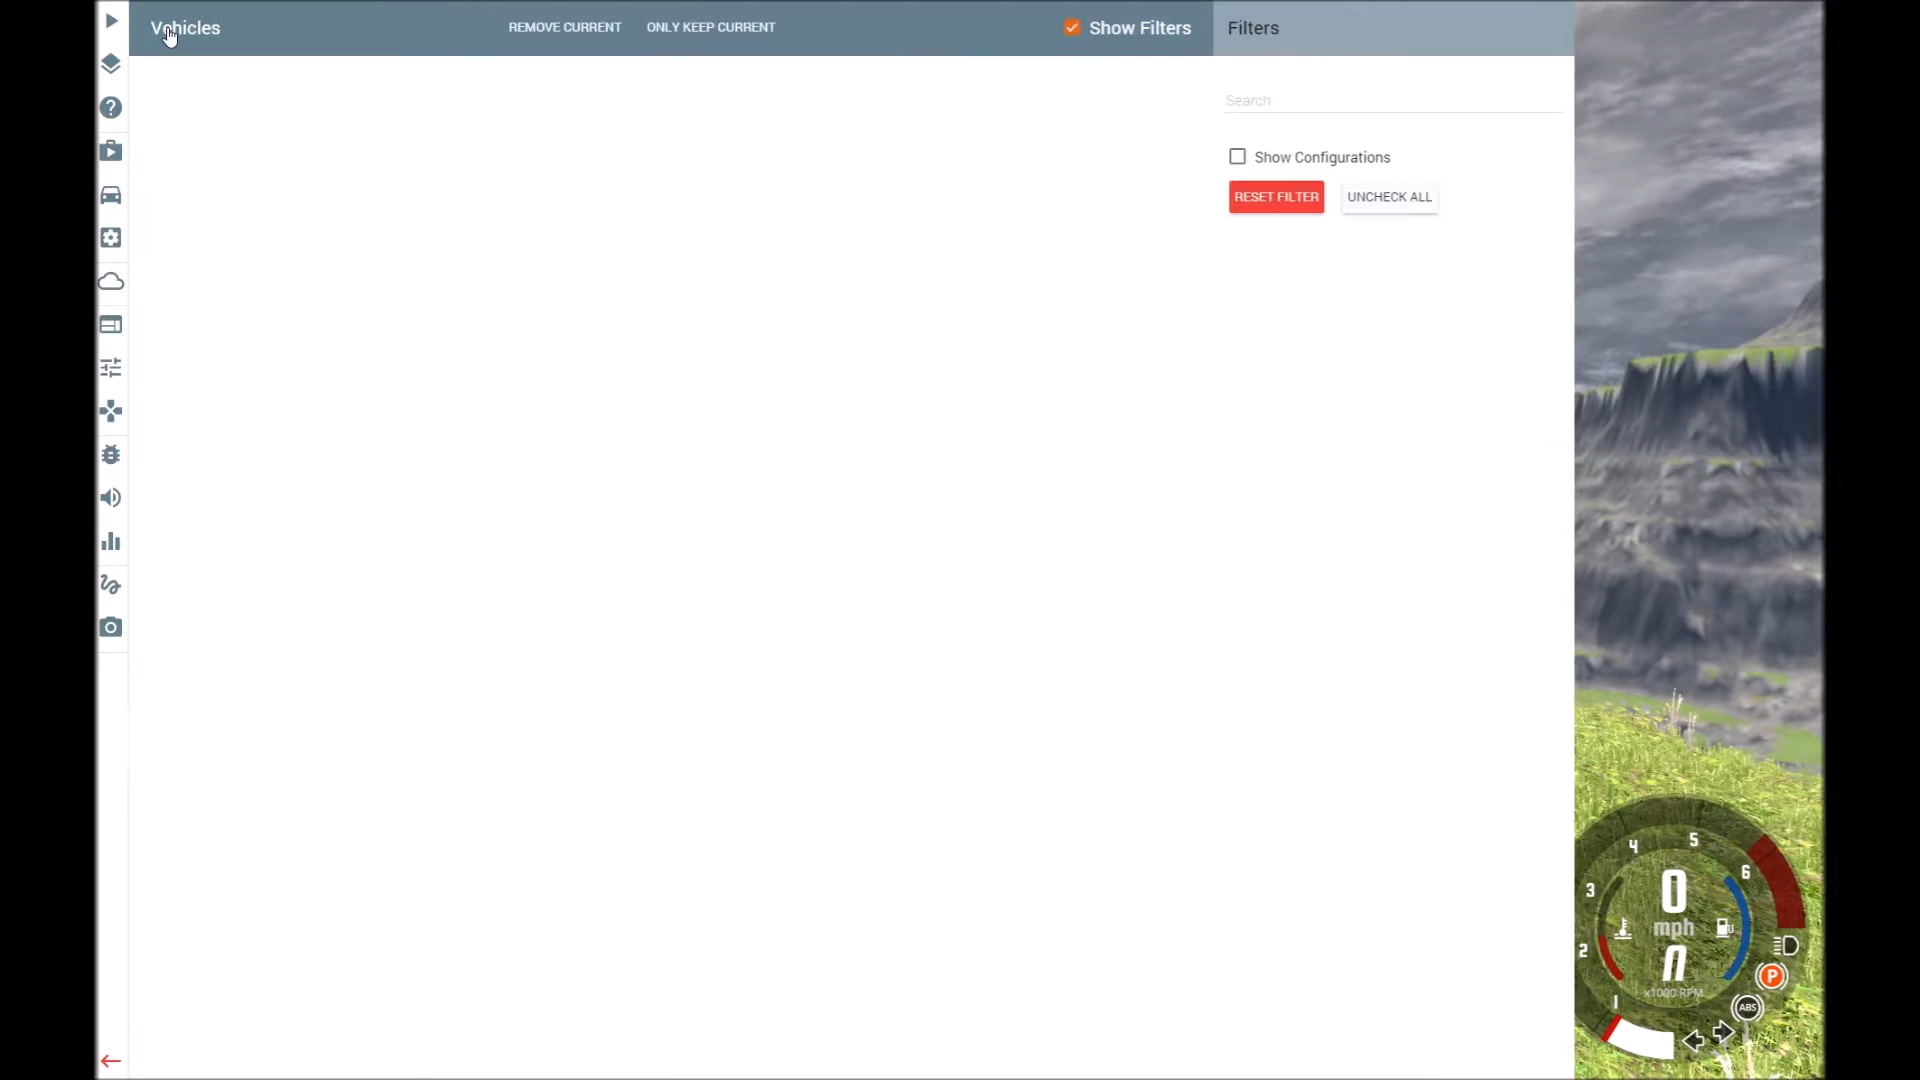 Vehicles
REMOVE CURRENT
ONLY KEEP CURRENT
Show Filters
Filters
Search
Show Configurations
RESET FILTER
UNCHECK ALL
5
4
6
3
0
mph
2
n
x1000 RPM
P
1
ABS